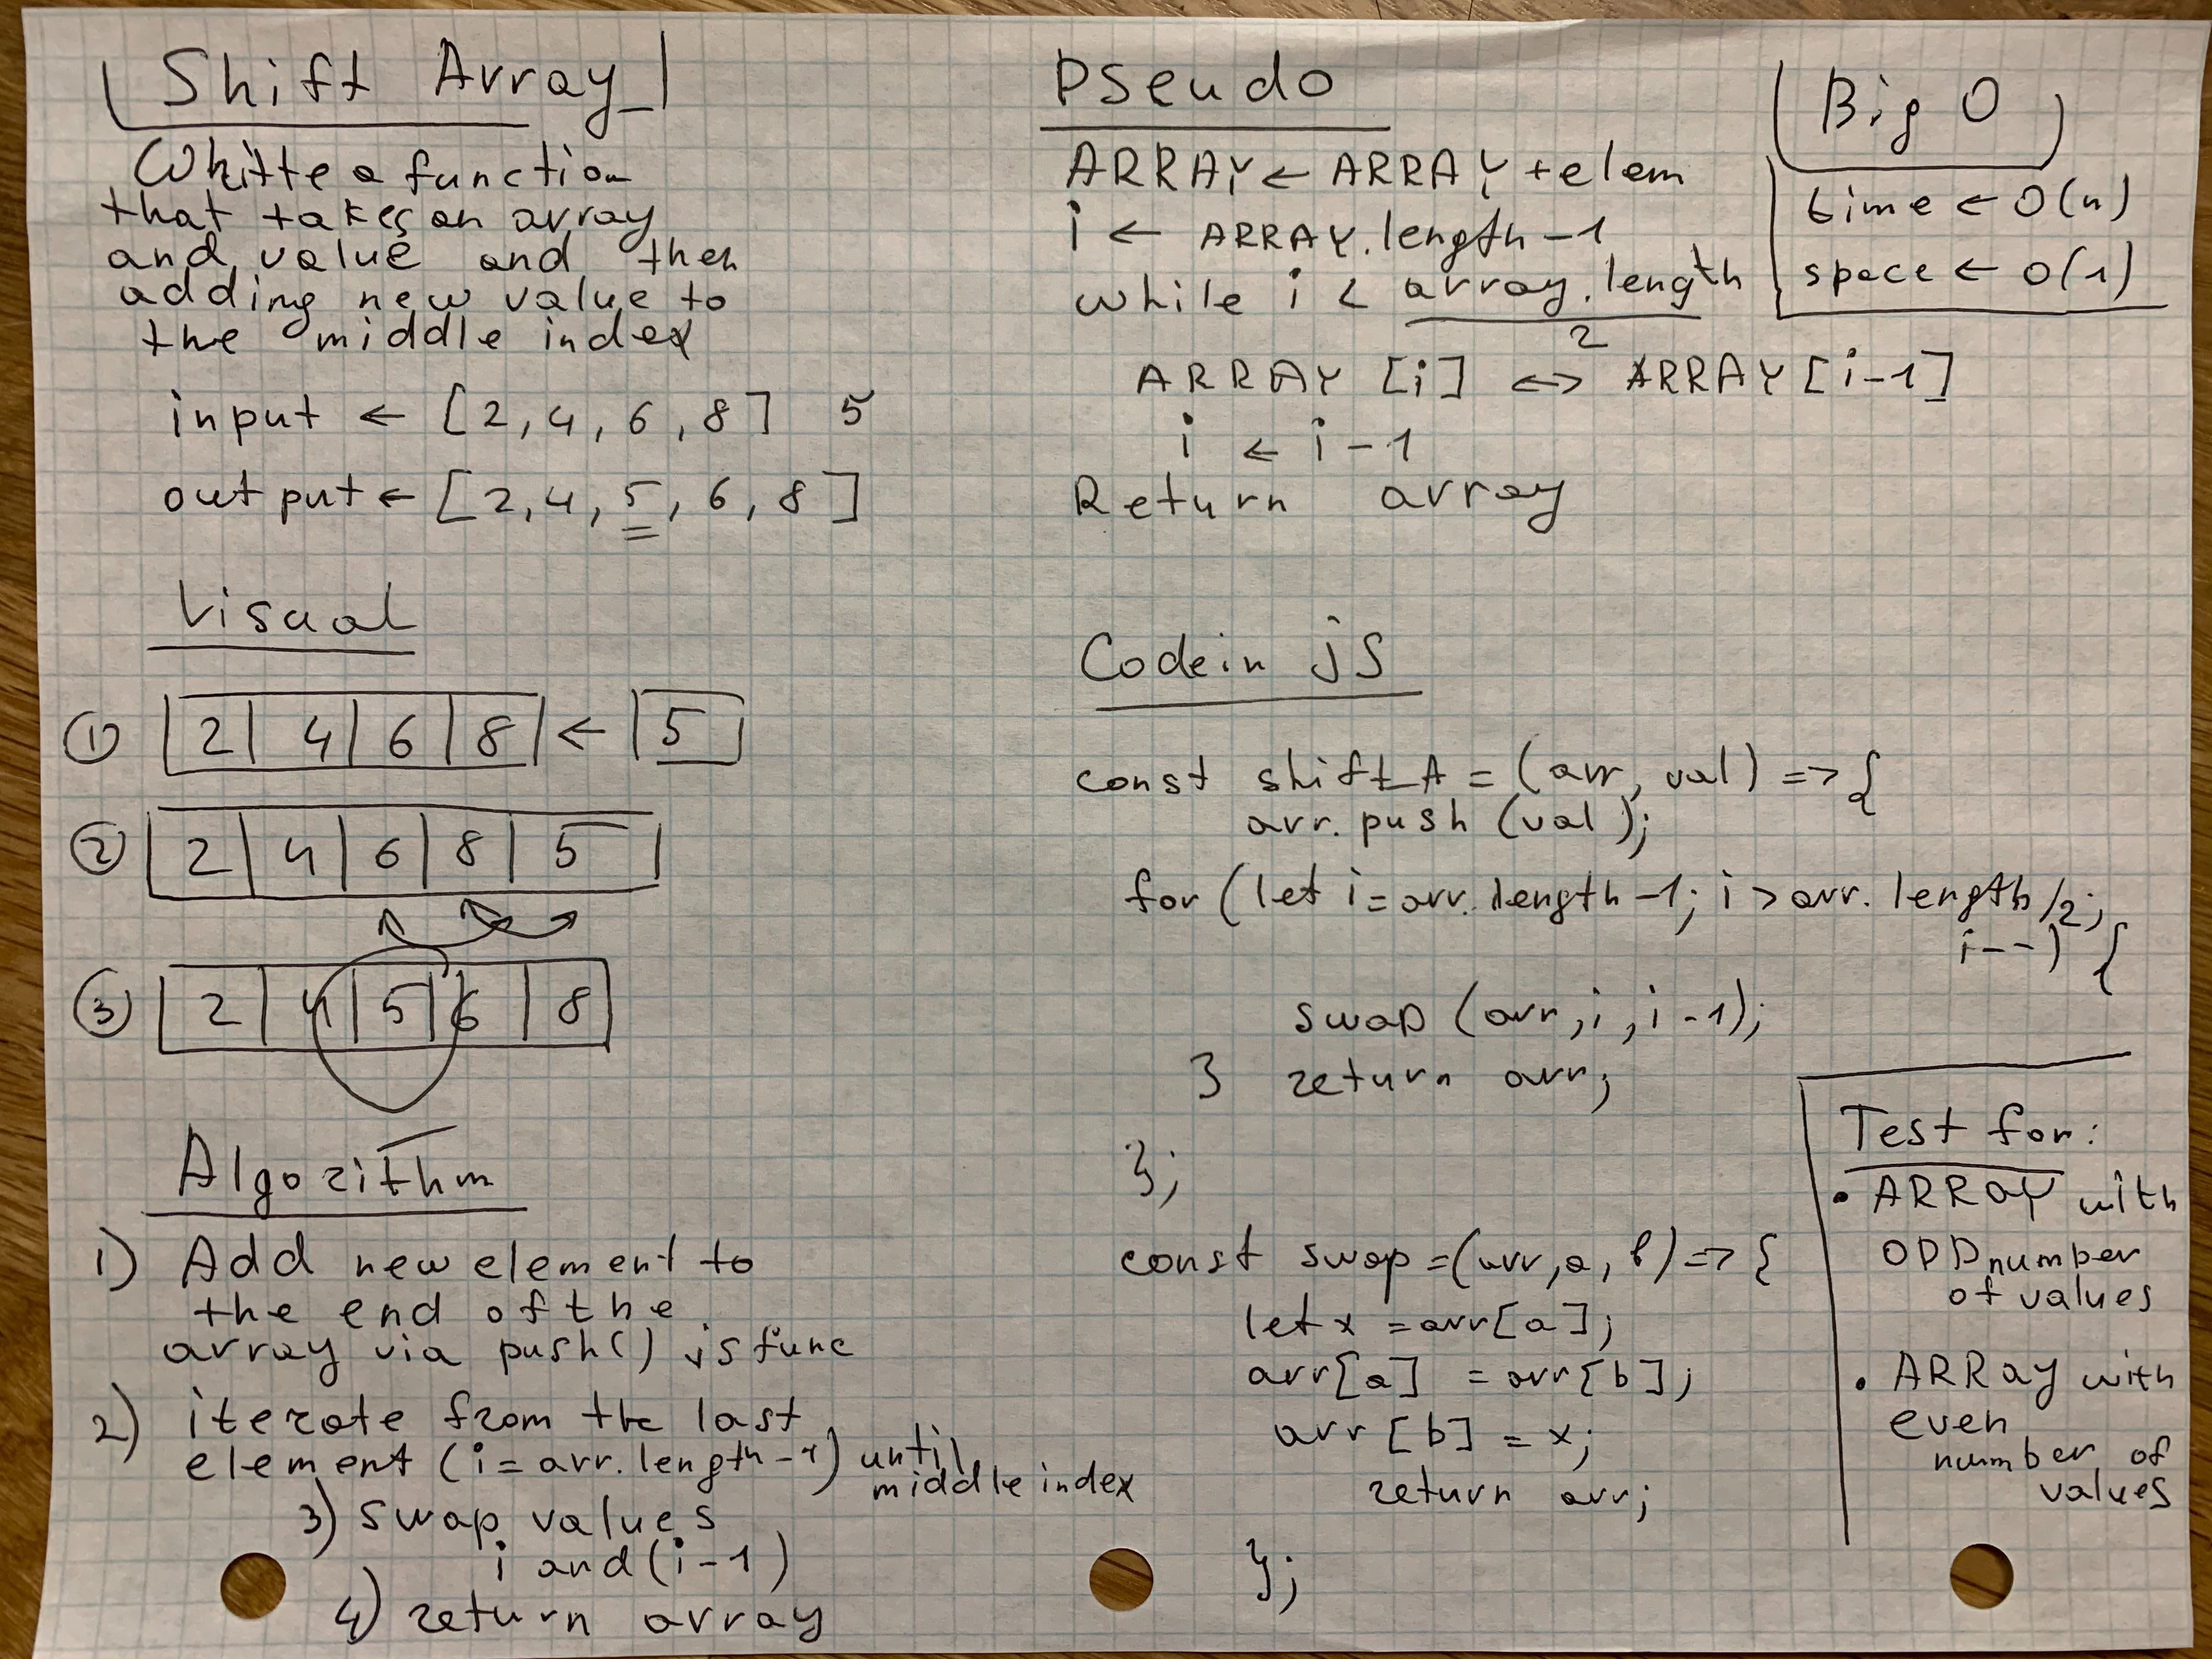 Shift Array
Whitte a function
that takes an array
and value and then
adding new value to
the middle index
input ← [2, 4, 6, 8] 5
output ← [2, 4, 5, 6, 8]
Visual
① 2 4 6 8 ← 5
② 2 4 6 8 5
③ 2 4 5 6 8
Algorithm
1) Add new element to
the end of the
array via push() js func
2) iterate from the last
element (i = arr.length-1) until
middle index
3) swap values
i and (i-1)
4) return array
Pseudo
ARRAY ← ARRAY + elem
i ← ARRAY.length - 1
while i < array.length
2
ARRAY [i] <-> ARRAY [i-1]
i ← i - 1
Return array
Big O
time ← O(n)
space ← O(1)
Code in jS
const shift_A = (arr, val) => {
arr.push (val);
for (let i = arr.length-1; i > arr.length/2;
i--) {
swap (arr, i, i-1);
} return arr;
};
const swap = (arr, a, b) => {
let x = arr[a];
arr[a] = arr[b];
arr[b] = x;
return arr;
};
Test for:
• ARRAY with
ODD number
of values
• ARRAY with
even
number of
values